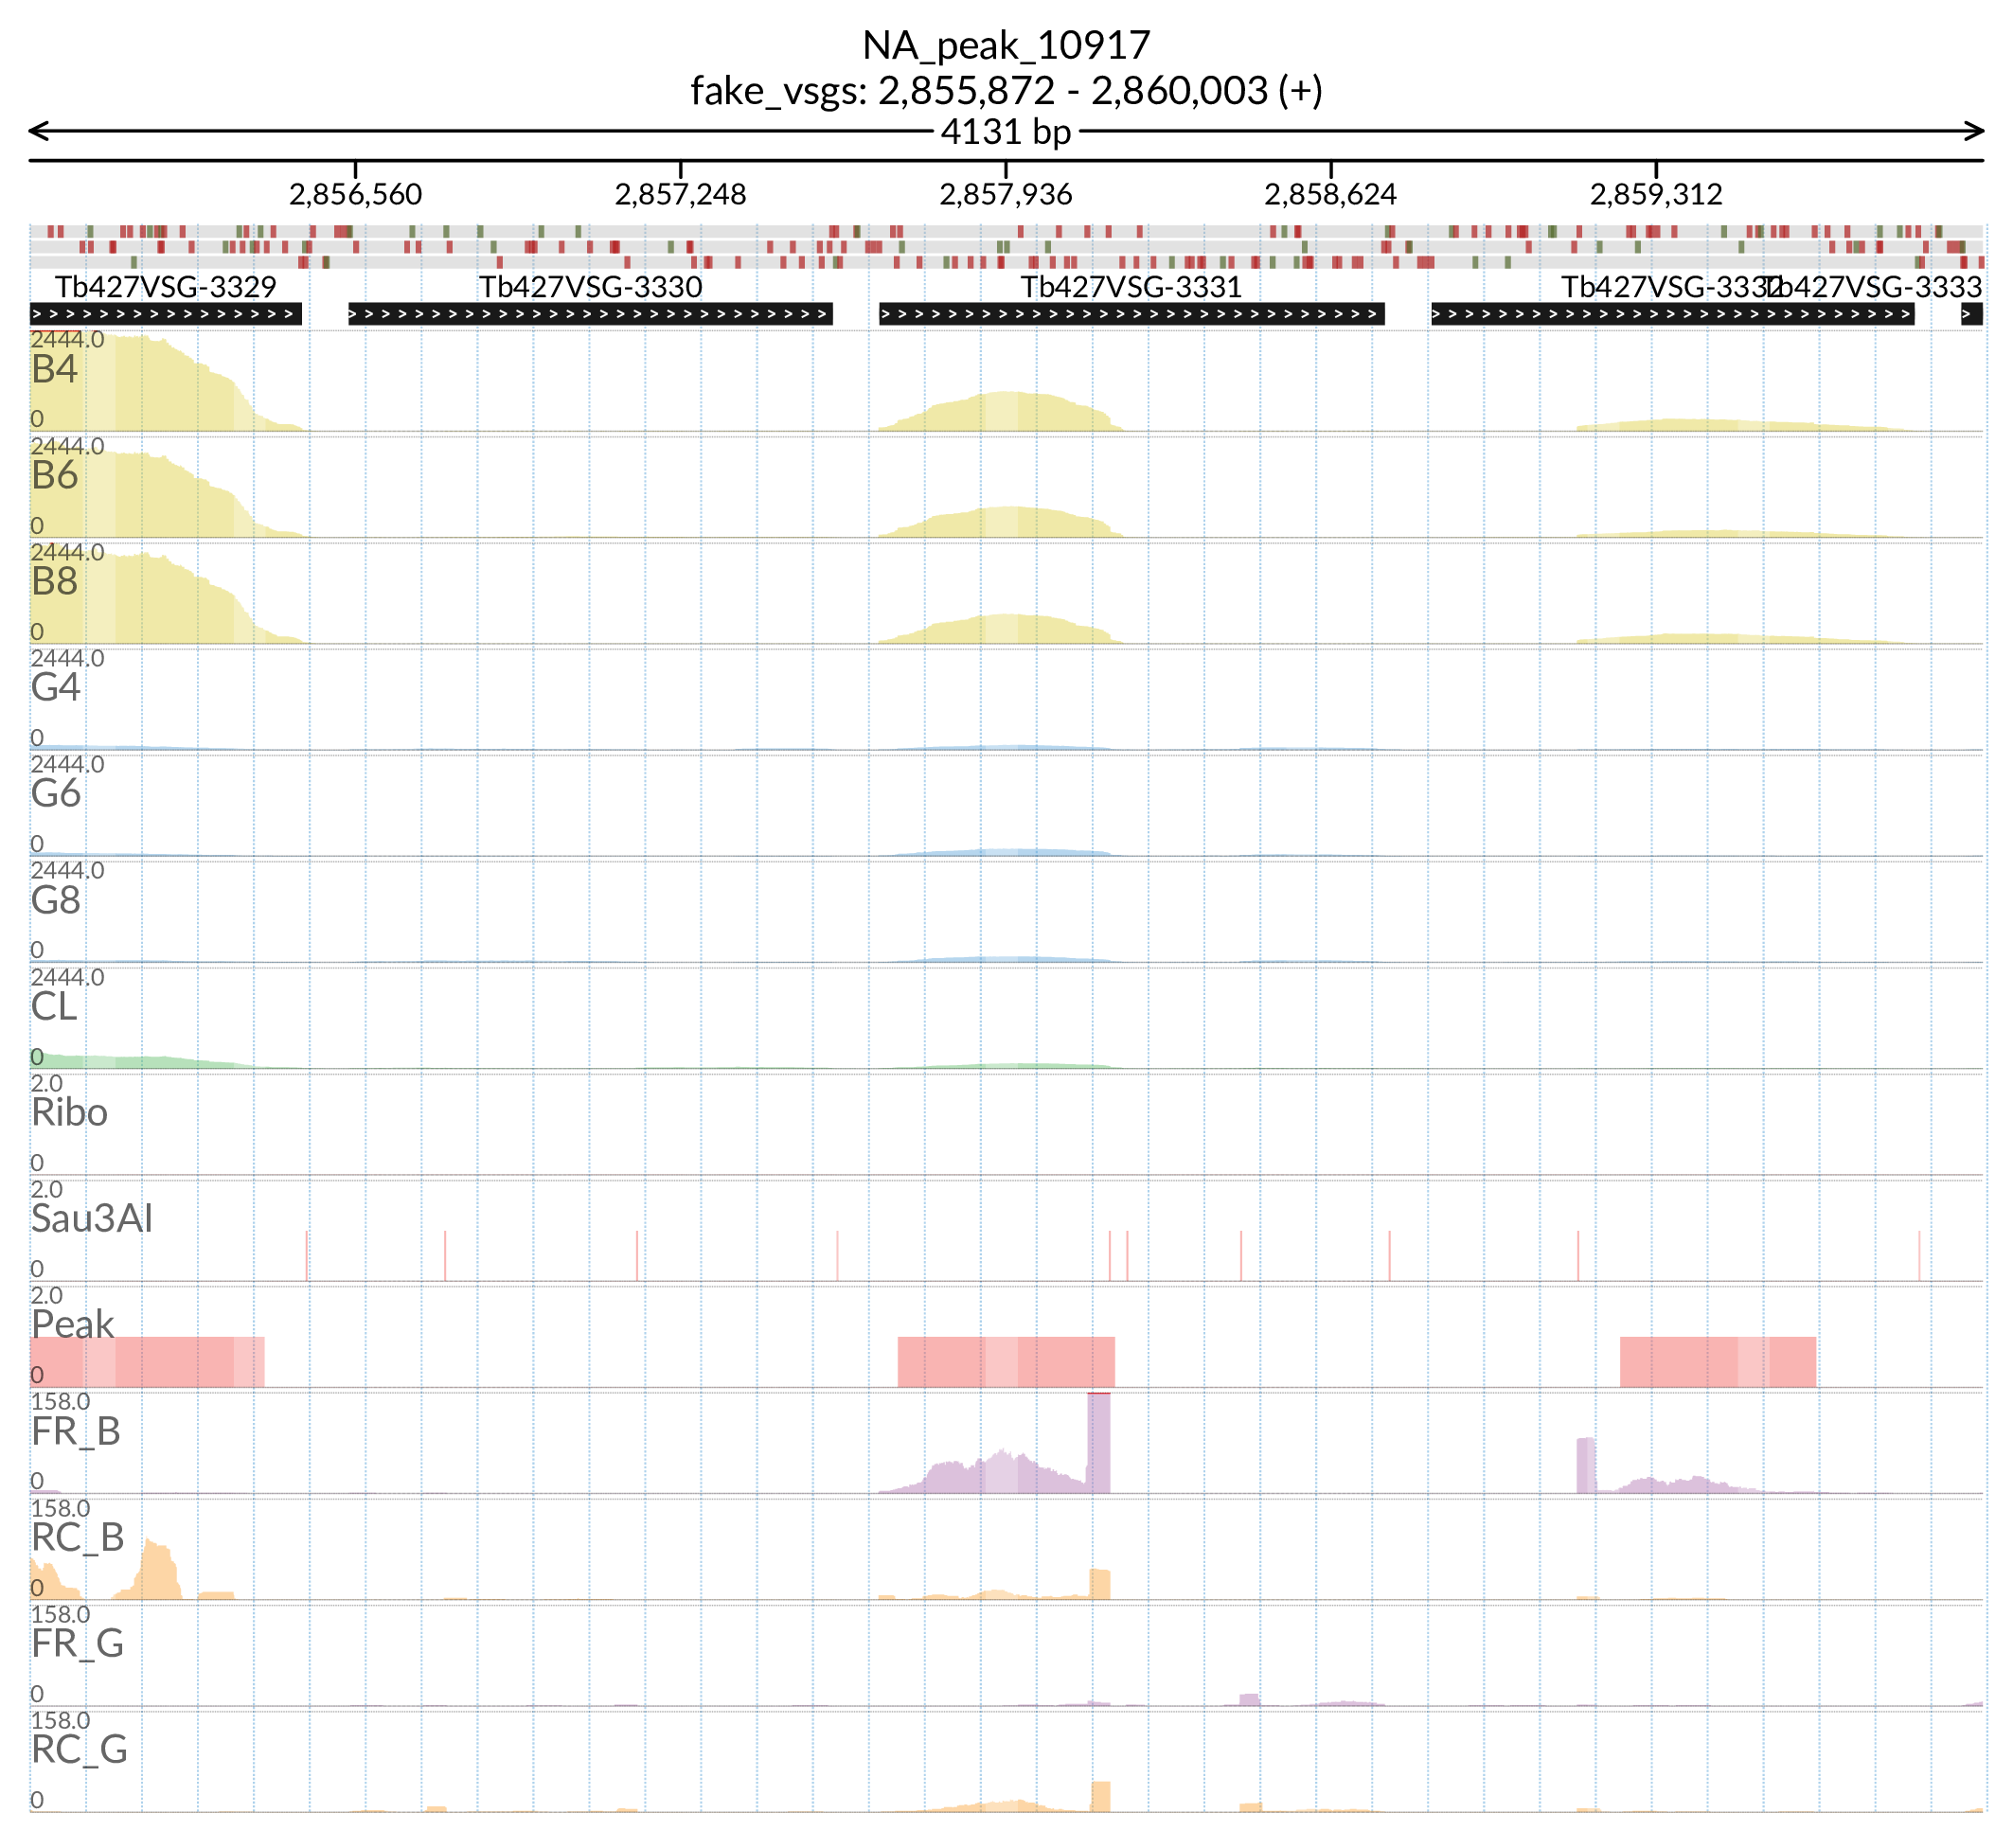 NA_peak_10917
fake_vsgs: 2,855,872 - 2,860,003 (+)
4131 bp
2,856,560 2,857,248 2,857,936 2,858,624 2,859,312
Tb427VSG-3329 Tb427VSG-3330 Tb427VSG-3331 Tb427VSG-3332 Tb427VSG-3333
2444.0
B4
0
2444.0
B6
0
2444.0
B8
0
2444.0
G4
0
2444.0
G6
0
2444.0
G8
0
2444.0
CL
0
2.0
Ribo
0
2.0
Sau3AI
0
2.0
Peak
0
158.0
FR_B
0
158.0
RC_B
0
158.0
FR_G
0
158.0
RC_G
0